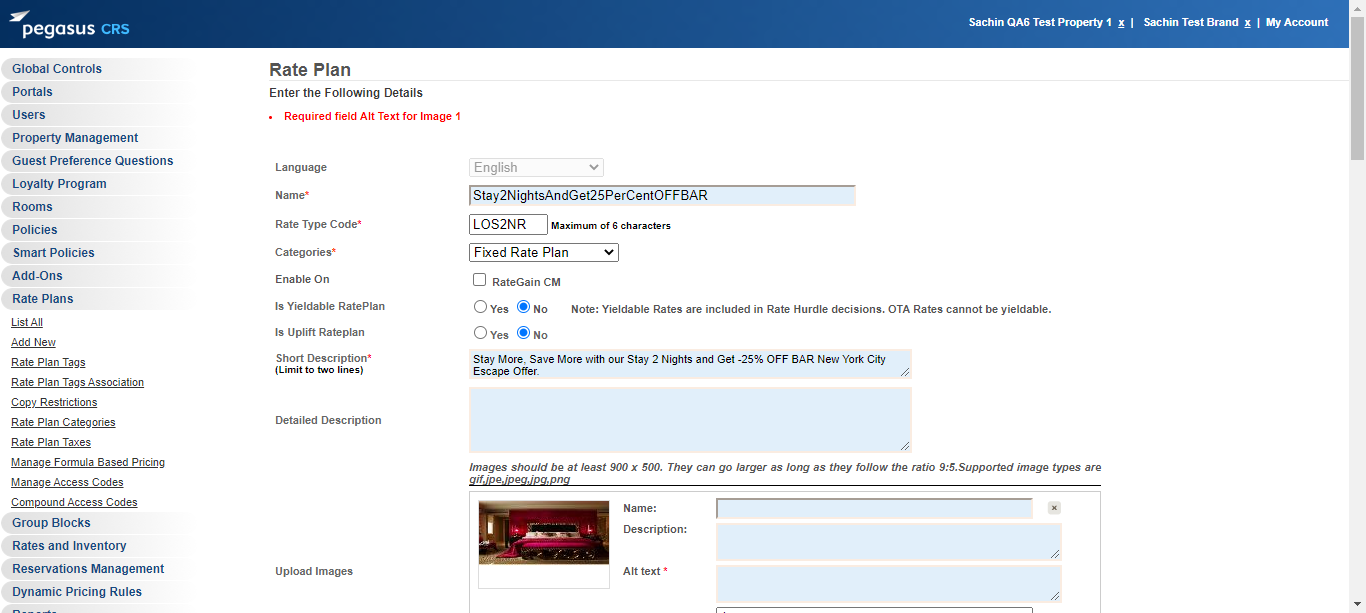 pegasus CRS
Sachin QA6 Test Property 1 x | Sachin Test Brand x | My Account
Global Controls
Portals
Users
Property Management
Guest Preference Questions
Loyalty Program
Rooms
Policies
Smart Policies
Add-Ons
Rate Plans
List All
Add New
Rate Plan Tags
Rate Plan Tags Association
Copy Restrictions
Rate Plan Categories
Rate Plan Taxes
Manage Formula Based Pricing
Manage Access Codes
Compound Access Codes
Group Blocks
Rates and Inventory
Reservations Management
Dynamic Pricing Rules
Reports
Rate Plan
Enter the Following Details
• Required field Alt Text for Image 1
Language English
Name* Stay2NightsAndGet25PerCentOFFBAR
Rate Type Code* LOS2NR Maximum of 6 characters
Categories* Fixed Rate Plan
Enable On RateGain CM
Is Yieldable RatePlan Yes No Note: Yieldable Rates are included in Rate Hurdle decisions. OTA Rates cannot be yieldable.
Is Uplift Rateplan Yes No
Short Description*
(Limit to two lines)
Stay More, Save More with our Stay 2 Nights and Get -25% OFF BAR New York City
Escape Offer.
Detailed Description
Images should be at least 900 x 500. They can go larger as long as they follow the ratio 9:5.Supported image types are
gif,jpe,jpeg,jpg,png
Upload Images
Name: x
Description:
Alt text *